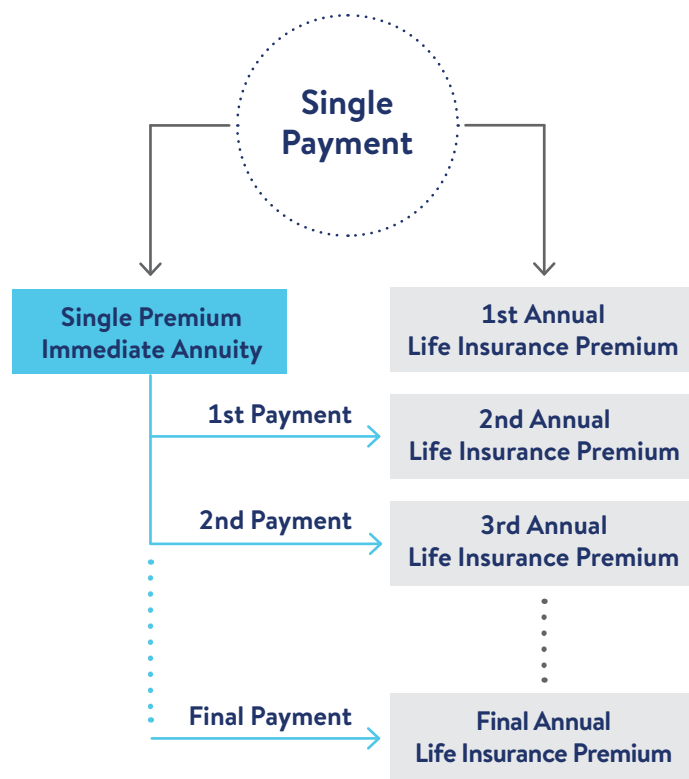 Single
Payment
Single Premium
Immediate Annuity
1st Annual
Life Insurance Premium
1st Payment
2nd Annual
Life Insurance Premium
2nd Payment
3rd Annual
Life Insurance Premium
Final Payment
Final Annual
Life Insurance Premium